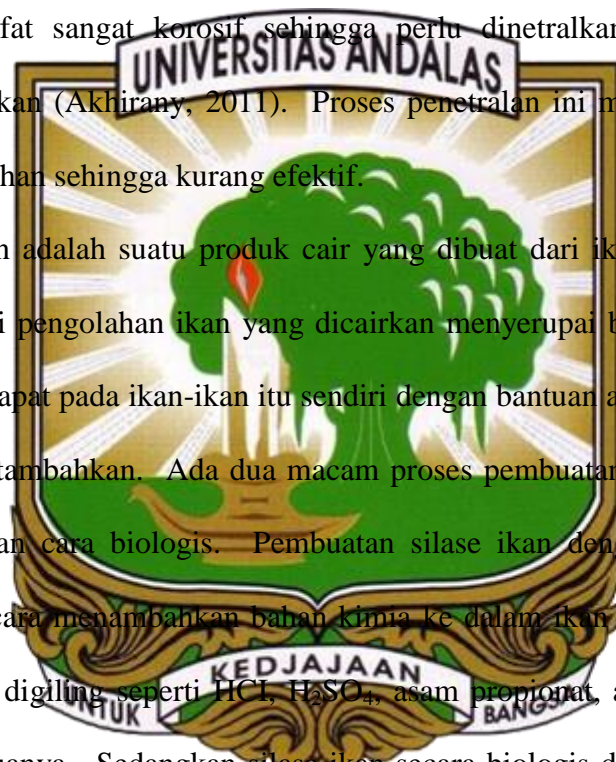 fat sangat korosif sehingga perlu dinetralkan
UNIVERSITAS ANDALAS
kan (Akhirany, 2011). Proses penetralan ini m
han sehingga kurang efektif.
n adalah suatu produk cair yang dibuat dari ik
i pengolahan ikan yang dicairkan menyerupai b
apat pada ikan-ikan itu sendiri dengan bantuan a
tambahkan. Ada dua macam proses pembuatan
an cara biologis. Pembuatan silase ikan den
cara menambahkan bahan kimia ke dalam ikan
KEDJAJAAN
digiling seperti HCl, H₂SO₄, asam propionat, a
UNTUK BANGSA
uanya. Sedangkan silase ikan secara biologis d